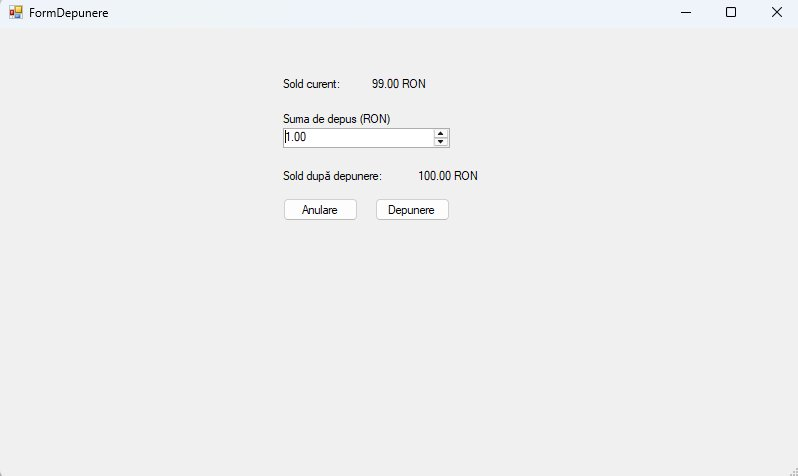 FormDepunere
Sold curent: 99.00 RON
Suma de depus (RON)
1.00
Sold după depunere: 100.00 RON
Anulare Depunere